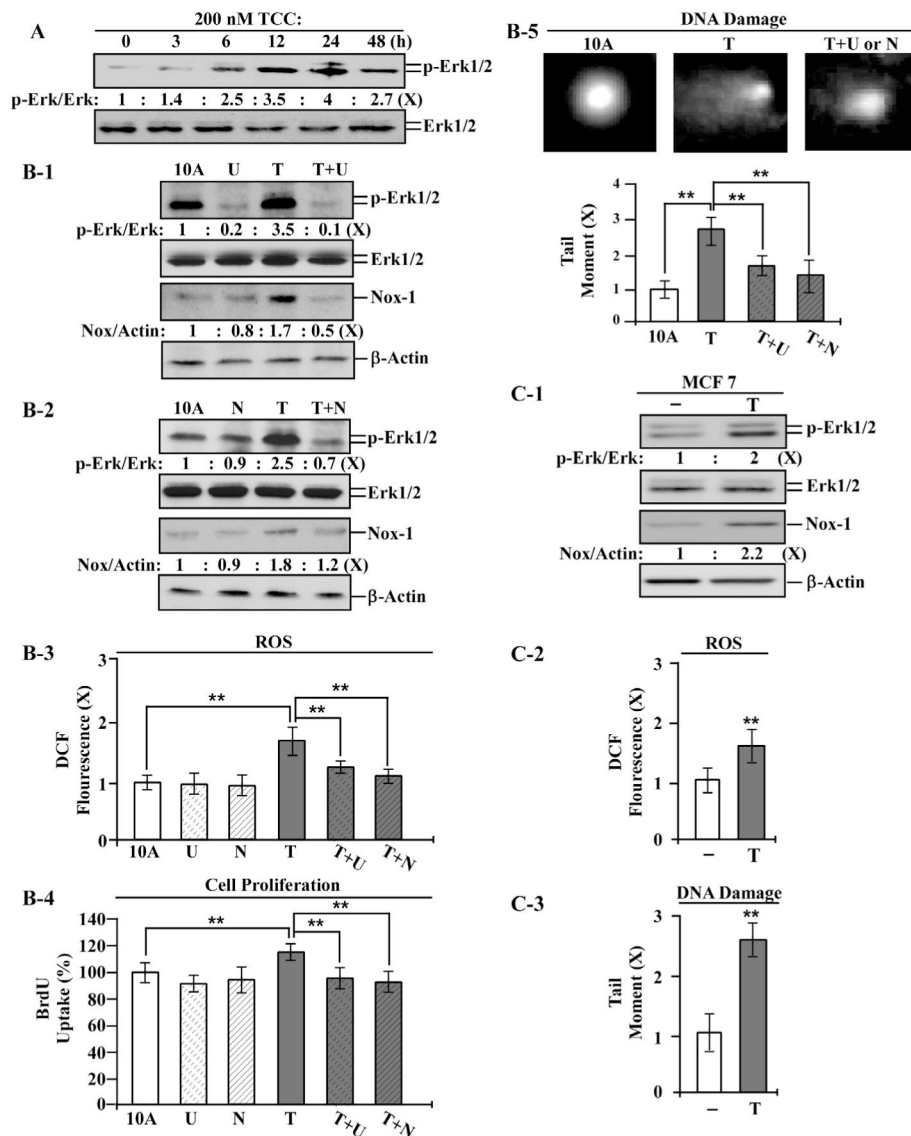 A
200 nM TCC:
0 3 6 12 24 48 (h)
p-Erk1/2
p-Erk/Erk: 1 : 1.4 : 2.5 : 3.5 : 4 : 2.7 (X)
Erk1/2
B-1
10A U T T+U
p-Erk1/2
p-Erk/Erk: 1 : 0.2 : 3.5 : 0.1 (X)
Erk1/2
Nox-1
Nox/Actin: 1 : 0.8 : 1.7 : 0.5 (X)
β-Actin
B-2
10A N T T+N
p-Erk1/2
p-Erk/Erk: 1 : 0.9 : 2.5 : 0.7 (X)
Erk1/2
Nox-1
Nox/Actin: 1 : 0.9 : 1.8 : 1.2 (X)
β-Actin
B-3
ROS
DCF
Flourescence (X)
3
2
1
0
**
**
**
10A U N T T+U T+N
B-4
Cell Proliferation
BrdU
Uptake (%)
140
120
100
80
60
40
20
0
**
**
**
10A U N T T+U T+N
B-5
DNA Damage
10A T T+U or N
Tail
Moment (X)
4
3
2
1
0
**
**
**
10A T T+U T+N
C-1
MCF 7
– T
p-Erk1/2
p-Erk/Erk: 1 : 2 (X)
Erk1/2
Nox-1
Nox/Actin: 1 : 2.2 (X)
β-Actin
C-2
ROS
DCF
Flourescence (X)
3
2
1
0
**
– T
C-3
DNA Damage
Tail
Moment (X)
3
2
1
0
**
– T